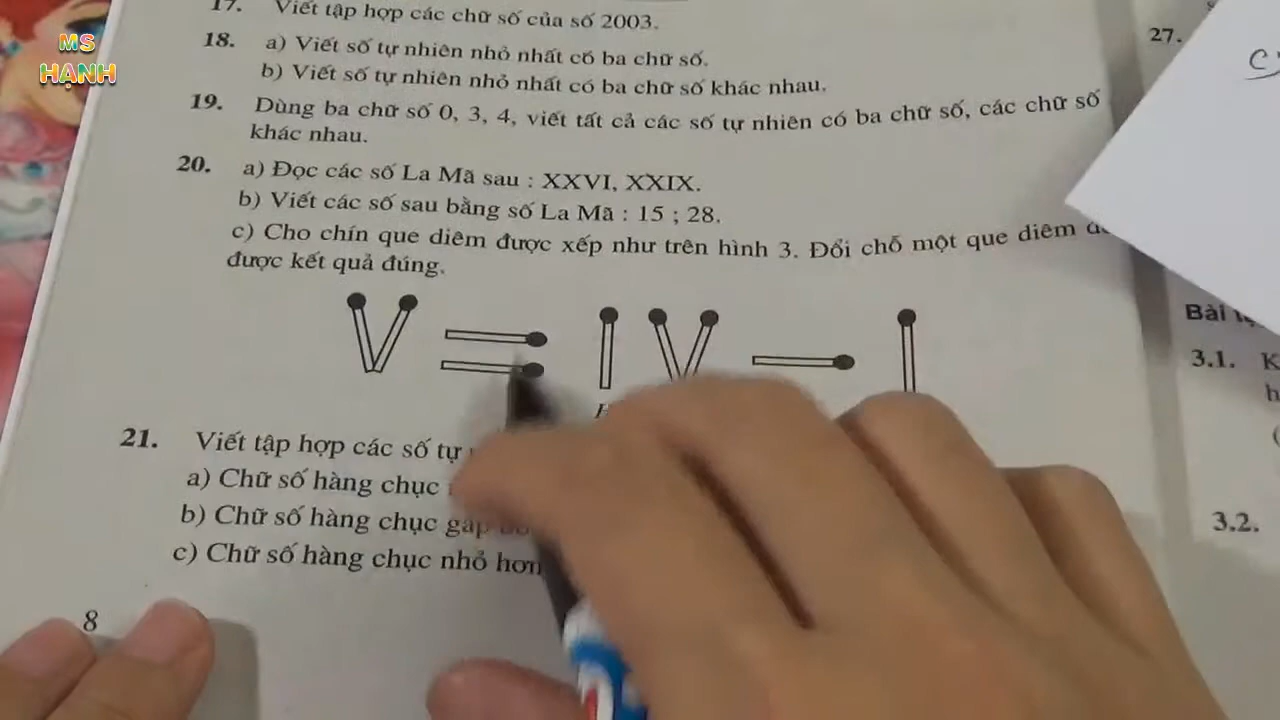 MS
HẠNH
17. Viết tập hợp các chữ số của số 2003.
18. a) Viết số tự nhiên nhỏ nhất có ba chữ số.
b) Viết số tự nhiên nhỏ nhất có ba chữ số khác nhau.
19. Dùng ba chữ số 0, 3, 4, viết tất cả các số tự nhiên có ba chữ số, các chữ số
khác nhau.
20. a) Đọc các số La Mã sau : XXVI, XXIX.
b) Viết các số sau bằng số La Mã : 15 ; 28.
c) Cho chín que diêm được xếp như trên hình 3. Đổi chỗ một que diêm
được kết quả đúng.
V = IV - I
21. Viết tập hợp các số tự
a) Chữ số hàng chục
b) Chữ số hàng chục gấp
c) Chữ số hàng chục nhỏ hơn
8
27.
Bài
3.1. K
h
3.2.